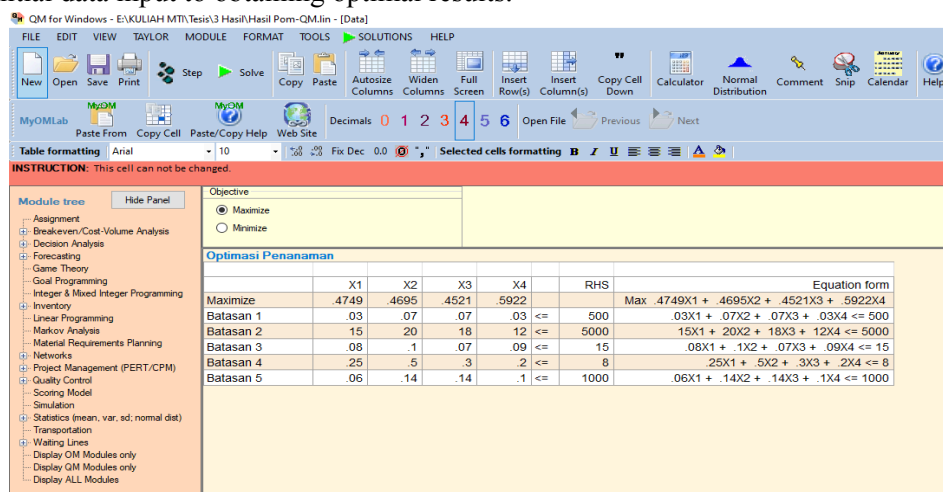 itial data input to obtaining optimal results.
QM for Windows - E:\KULIAH MTI\Tesis\3 Hasil\Hasil Pom-QM.lin - [Data]
FILE EDIT VIEW TAYLOR MODULE FORMAT TOOLS SOLUTIONS HELP
New Open Save Print Step Solve Copy Paste Autosize Columns Widen Columns Full Screen Insert Row(s) Insert Column(s) Copy Cell Down Calculator Normal Distribution Comment Snip Calendar Help
MyOMLab MyOM Paste From Copy Cell MyOM Paste/Copy Help Web Site Decimals 0 1 2 3 4 5 6 Open File Previous Next
Table formatting Arial 10 Fix Dec 0.0 "," Selected cells formatting B I U A
INSTRUCTION: This cell can not be changed.
Module tree Hide Panel
Assignment
Breakeven/Cost-Volume Analysis
Decision Analysis
Forecasting
Game Theory
Goal Programming
Integer & Mixed Integer Programming
Inventory
Linear Programming
Markov Analysis
Material Requirements Planning
Networks
Project Management (PERT/CPM)
Quality Control
Scoring Model
Simulation
Statistics (mean, var, sd; normal dist)
Transportation
Waiting Lines
Display OM Modules only
Display QM Modules only
Display ALL Modules
Objective
Maximize
Minimize
Optimasi Penanaman
X1 X2 X3 X4 RHS Equation form
Maximize .4749 .4695 .4521 .5922 Max .4749X1 + .4695X2 + .4521X3 + .5922X4
Batasan 1 .03 .07 .07 .03 <= 500 .03X1 + .07X2 + .07X3 + .03X4 <= 500
Batasan 2 15 20 18 12 <= 5000 15X1 + 20X2 + 18X3 + 12X4 <= 5000
Batasan 3 .08 .1 .07 .09 <= 15 .08X1 + .1X2 + .07X3 + .09X4 <= 15
Batasan 4 .25 .5 .3 .2 <= 8 .25X1 + .5X2 + .3X3 + .2X4 <= 8
Batasan 5 .06 .14 .14 .1 <= 1000 .06X1 + .14X2 + .14X3 + .1X4 <= 1000